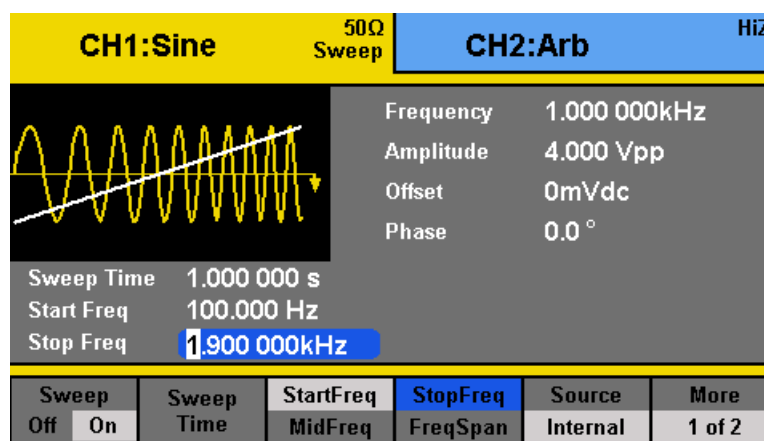 CH1:Sine 50Ω Sweep CH2:Arb HiZ
Frequency 1.000 000kHz
Amplitude 4.000 Vpp
Offset 0mVdc
Phase 0.0 °
Sweep Time 1.000 000 s
Start Freq 100.000 Hz
Stop Freq 1.900 000kHz
Sweep Sweep StartFreq StopFreq Source More
Off On Time MidFreq FreqSpan Internal 1 of 2